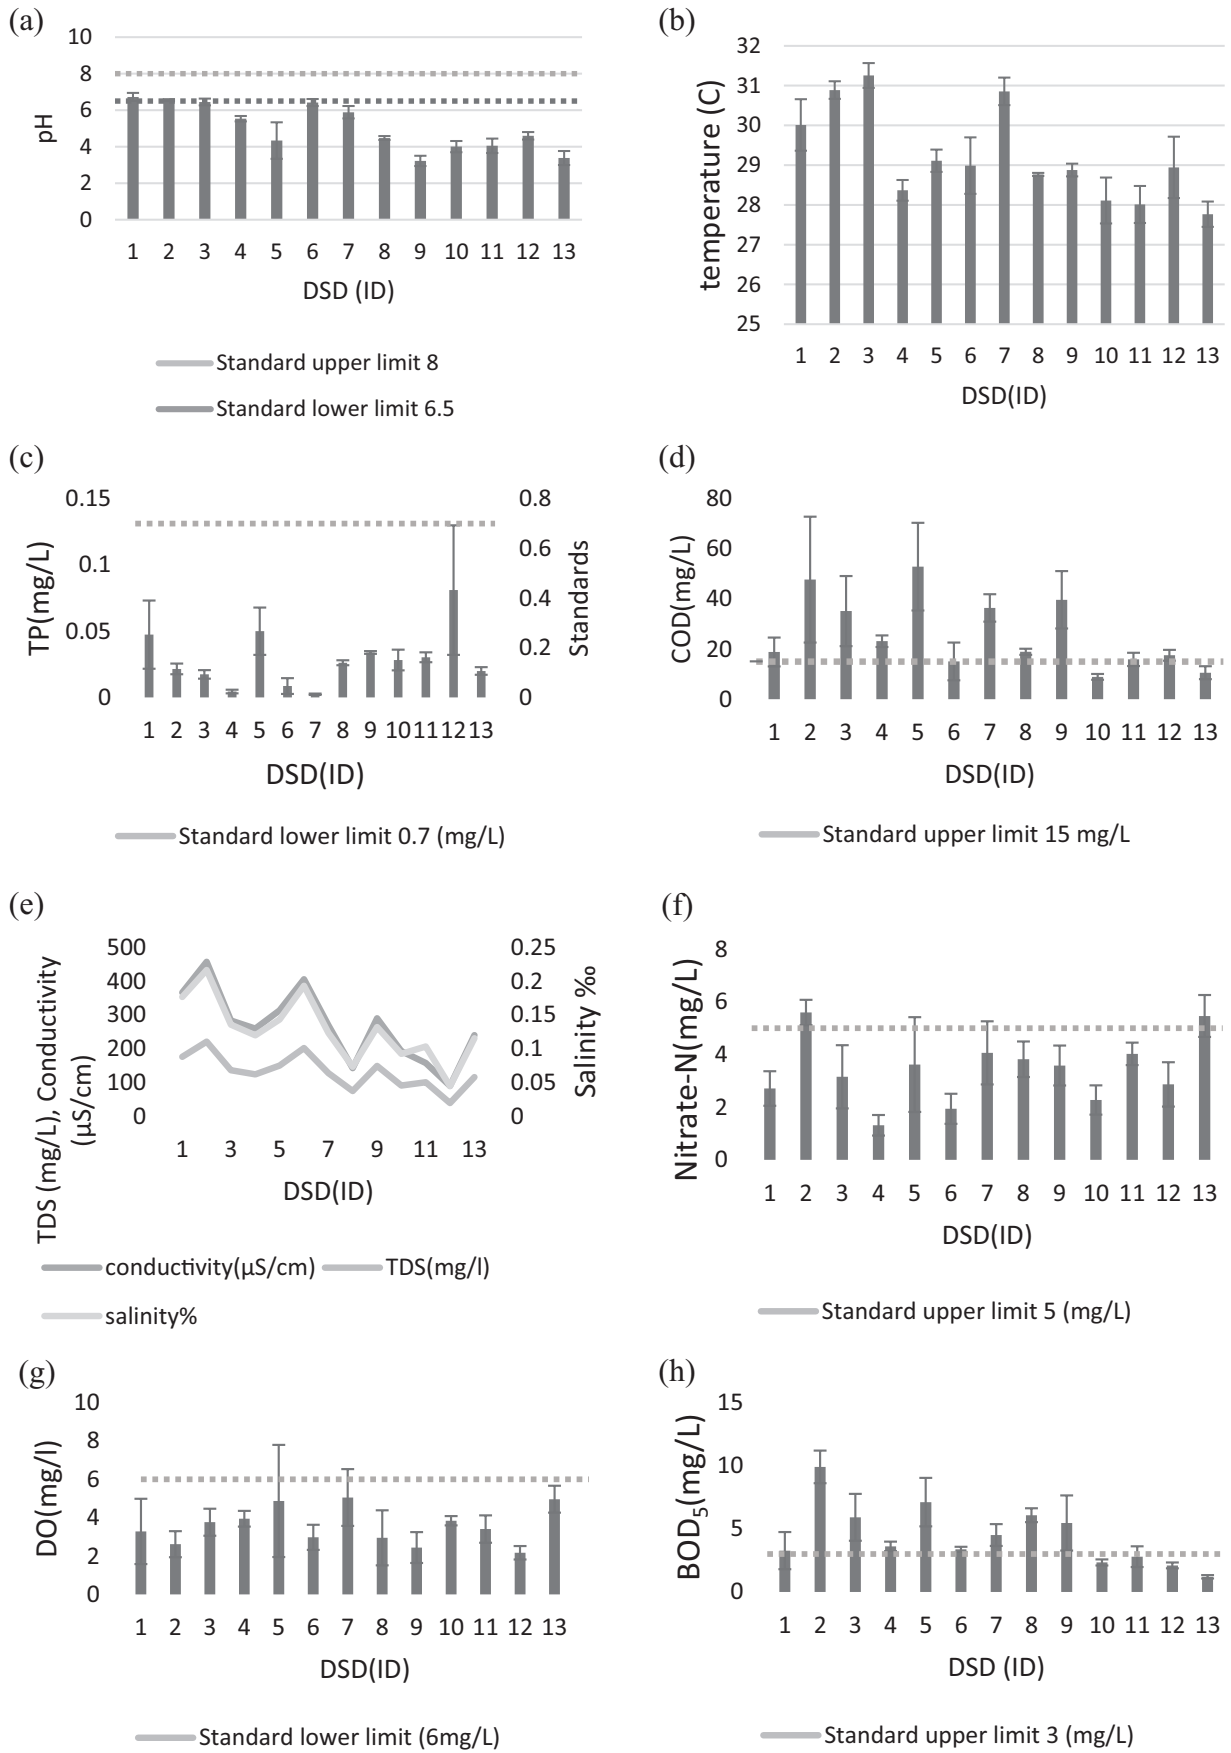 (a)
10
8
6
4
2
0
pH
1 2 3 4 5 6 7 8 9 10 11 12 13
DSD (ID)
Standard upper limit 8
Standard lower limit 6.5
(b)
32
31
30
29
28
27
26
25
temperature (C)
1 2 3 4 5 6 7 8 9 10 11 12 13
DSD(ID)
(c)
0.15
0.1
0.05
0
TP(mg/L)
0.8
0.6
0.4
0.2
0
Standards
1 2 3 4 5 6 7 8 9 10 11 12 13
DSD(ID)
Standard lower limit 0.7 (mg/L)
(d)
80
60
40
20
0
COD(mg/L)
1 2 3 4 5 6 7 8 9 10 11 12 13
DSD(ID)
Standard upper limit 15 mg/L
(e)
500
400
300
200
100
0
TDS (mg/L), Conductivity
(µS/cm)
0.25
0.2
0.15
0.1
0.05
0
Salinity ‰
1 3 5 7 9 11 13
DSD(ID)
conductivity(µS/cm) TDS(mg/l)
salinity%
(f)
8
6
4
2
0
Nitrate-N(mg/L)
1 2 3 4 5 6 7 8 9 10 11 12 13
DSD(ID)
Standard upper limit 5 (mg/L)
(g)
10
8
6
4
2
0
DO(mg/l)
1 2 3 4 5 6 7 8 9 10 11 12 13
DSD(ID)
Standard lower limit (6mg/L)
(h)
15
10
5
0
BOD₅(mg/L)
1 2 3 4 5 6 7 8 9 10 11 12 13
DSD (ID)
Standard upper limit 3 (mg/L)